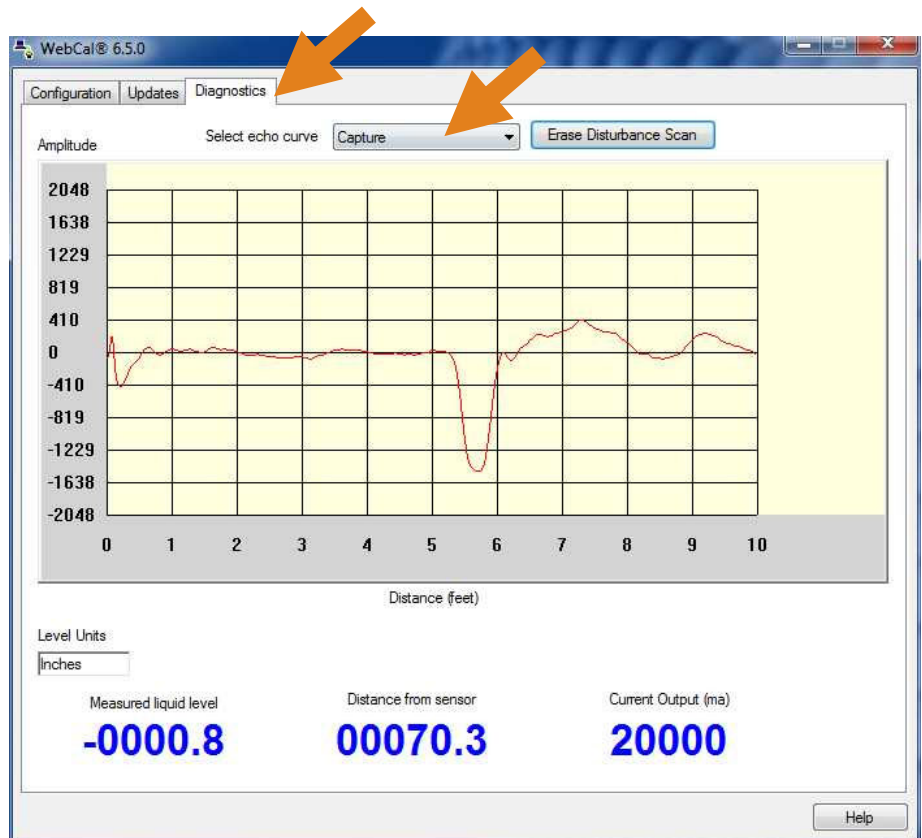 WebCal® 6.5.0
Configuration Updates Diagnostics
Amplitude Select echo curve Capture Erase Disturbance Scan
2048
1638
1229
819
410
0
-410
-819
-1229
-1638
-2048
0 1 2 3 4 5 6 7 8 9 10
Distance (feet)
Level Units
Inches
Measured liquid level Distance from sensor Current Output (ma)
-0000.8 00070.3 20000
Help